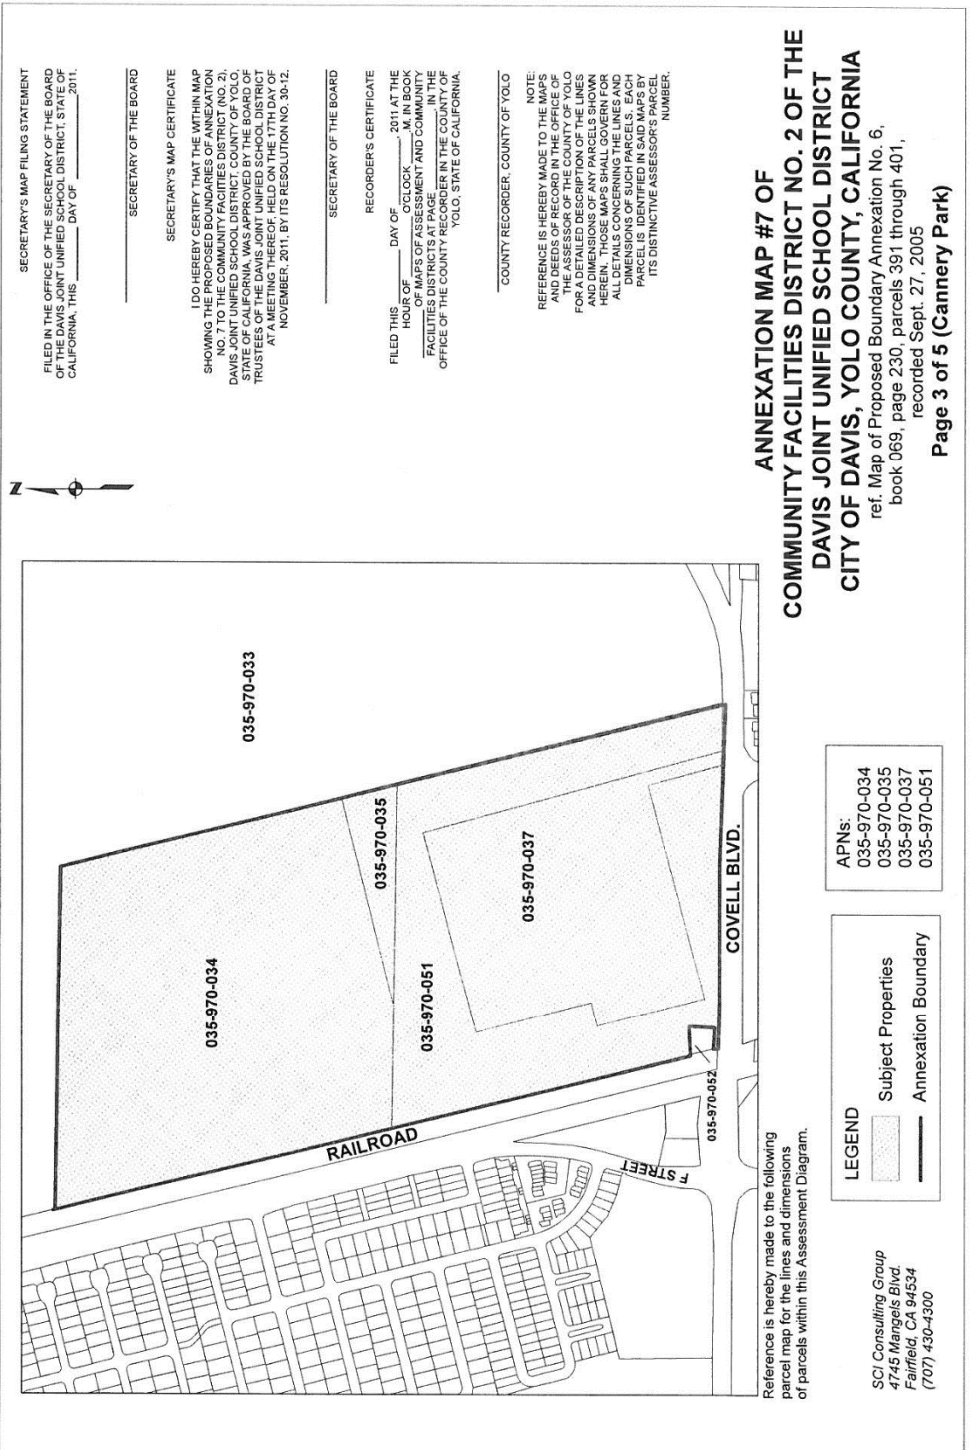 SECRETARY'S MAP FILING STATEMENT
FILED IN THE OFFICE OF THE SECRETARY OF THE BOARD
OF THE DAVIS JOINT UNIFIED SCHOOL DISTRICT, STATE OF
CALIFORNIA, THIS ______ DAY OF ______, 2011.
SECRETARY OF THE BOARD
SECRETARY'S MAP CERTIFICATE
I DO HEREBY CERTIFY THAT THE WITHIN MAP
SHOWING THE PROPOSED BOUNDARIES OF ANNEXATION
NO. 7 TO THE COMMUNITY FACILITIES DISTRICT (NO. 2),
DAVIS JOINT UNIFIED SCHOOL DISTRICT, COUNTY OF YOLO,
STATE OF CALIFORNIA, WAS APPROVED BY THE BOARD OF
TRUSTEES OF THE DAVIS JOINT UNIFIED SCHOOL DISTRICT
AT A MEETING THEREOF, HELD ON THE 17TH DAY OF
NOVEMBER, 2011, BY ITS RESOLUTION NO. 30-12.
SECRETARY OF THE BOARD
RECORDER'S CERTIFICATE
FILED THIS ______ DAY OF ______, 2011 AT THE
HOUR OF ______ O'CLOCK ___.M. IN BOOK
______ OF MAPS OF ASSESSMENT AND COMMUNITY
FACILITIES DISTRICTS AT PAGE ______, IN THE
OFFICE OF THE COUNTY RECORDER IN THE COUNTY OF
YOLO, STATE OF CALIFORNIA.
COUNTY RECORDER, COUNTY OF YOLO
NOTE:
REFERENCE IS HEREBY MADE TO THE MAPS
AND DEEDS OF RECORD IN THE OFFICE OF
THE ASSESSOR OF THE COUNTY OF YOLO
FOR A DETAILED DESCRIPTION OF THE LINES
AND DIMENSIONS OF ANY PARCELS SHOWN
HEREIN. THOSE MAPS SHALL GOVERN FOR
ALL DETAILS CONCERNING THE LINES AND
DIMENSIONS OF SUCH PARCELS. EACH
PARCEL IS IDENTIFIED IN SAID MAPS BY
ITS DISTINCTIVE ASSESSOR'S PARCEL
NUMBER.
N
035-970-033
035-970-034
035-970-035
035-970-051
035-970-037
035-970-052
RAILROAD
F STREET
COVELL BLVD.
Reference is hereby made to the following
parcel map for the lines and dimensions
of parcels within this Assessment Diagram.
ANNEXATION MAP #7 OF
COMMUNITY FACILITIES DISTRICT NO. 2 OF THE
DAVIS JOINT UNIFIED SCHOOL DISTRICT
CITY OF DAVIS, YOLO COUNTY, CALIFORNIA
ref. Map of Proposed Boundary Annexation No. 6,
book 069, page 230, parcels 391 through 401,
recorded Sept. 27, 2005
Page 3 of 5 (Cannery Park)
SCI Consulting Group
4745 Mangels Blvd.
Fairfield, CA 94534
(707) 430-4300
LEGEND
Subject Properties
Annexation Boundary
APNs:
035-970-034
035-970-035
035-970-037
035-970-051